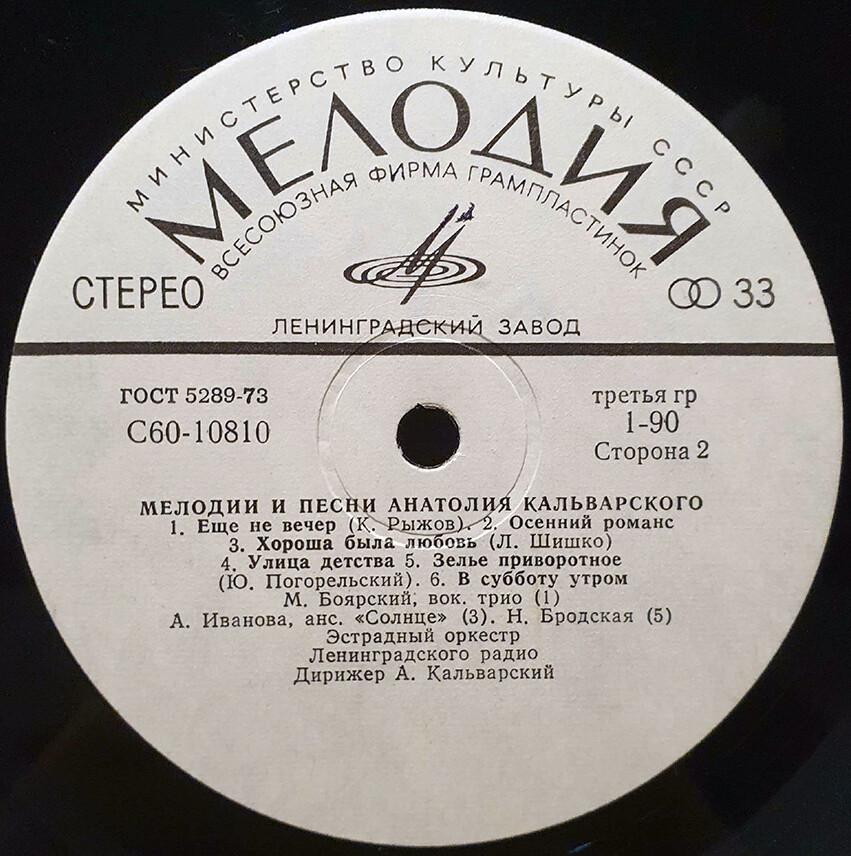 МИНИСТЕРСТВО КУЛЬТУРЫ СССР
МЕЛОДИЯ
ВСЕСОЮЗНАЯ ФИРМА ГРАМПЛАСТИНОК
СТЕРЕО
33
ЛЕНИНГРАДСКИЙ ЗАВОД
ГОСТ 5289-73
С60-10810
третья гр
1-90
Сторона 2
МЕЛОДИИ И ПЕСНИ АНАТОЛИЯ КАЛЬВАРСКОГО
1. Еще не вечер (К. Рыжов). 2. Осенний романс
3. Хороша была любовь (Л. Шишко)
4. Улица детства 5. Зелье приворотное
(Ю. Погорельский). 6. В субботу утром
М. Боярский, вок. трио (1)
А. Иванова, анс. «Солнце» (3). Н. Бродская (5)
Эстрадный оркестр
Ленинградского радио
Дирижер А. Кальварский